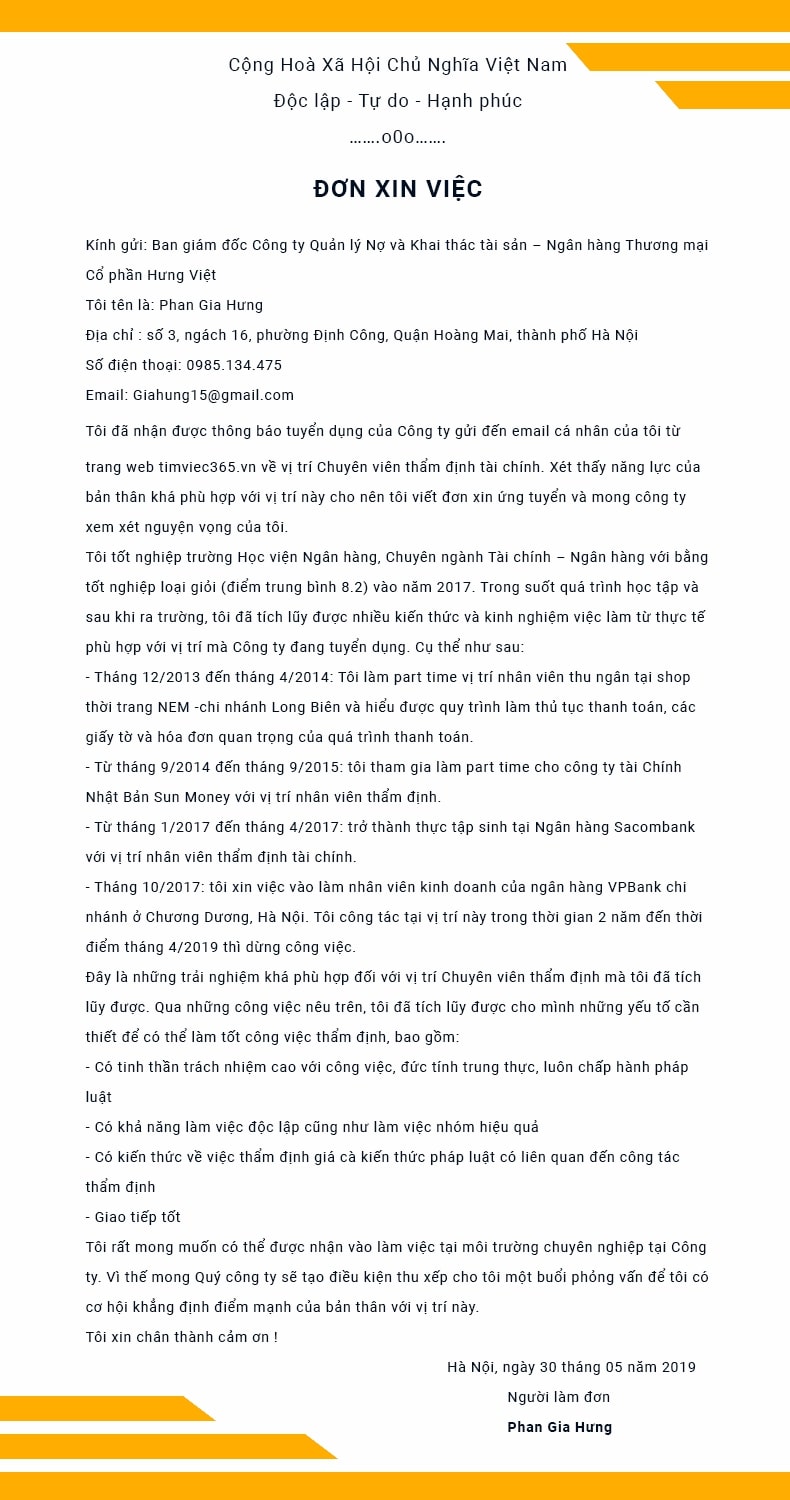 Cộng Hoà Xã Hội Chủ Nghĩa Việt Nam
Độc lập - Tự do - Hạnh phúc
…….o0o…….
ĐƠN XIN VIỆC
Kính gửi: Ban giám đốc Công ty Quản lý Nợ và Khai thác tài sản – Ngân hàng Thương mại
Cổ phần Hưng Việt
Tôi tên là: Phan Gia Hưng
Địa chỉ : số 3, ngách 16, phường Định Công, Quận Hoàng Mai, thành phố Hà Nội
Số điện thoại: 0985.134.475
Email: Giahung15@gmail.com
Tôi đã nhận được thông báo tuyển dụng của Công ty gửi đến email cá nhân của tôi từ
trang web timviec365.vn về vị trí Chuyên viên thẩm định tài chính. Xét thấy năng lực của
bản thân khá phù hợp với vị trí này cho nên tôi viết đơn xin ứng tuyển và mong công ty
xem xét nguyện vọng của tôi.
Tôi tốt nghiệp trường Học viện Ngân hàng, Chuyên ngành Tài chính – Ngân hàng với bằng
tốt nghiệp loại giỏi (điểm trung bình 8.2) vào năm 2017. Trong suốt quá trình học tập và
sau khi ra trường, tôi đã tích lũy được nhiều kiến thức và kinh nghiệm việc làm từ thực tế
phù hợp với vị trí mà Công ty đang tuyển dụng. Cụ thể như sau:
- Tháng 12/2013 đến tháng 4/2014: Tôi làm part time vị trí nhân viên thu ngân tại shop
thời trang NEM -chi nhánh Long Biên và hiểu được quy trình làm thủ tục thanh toán, các
giấy tờ và hóa đơn quan trọng của quá trình thanh toán.
- Từ tháng 9/2014 đến tháng 9/2015: tôi tham gia làm part time cho công ty tài Chính
Nhật Bản Sun Money với vị trí nhân viên thẩm định.
- Từ tháng 1/2017 đến tháng 4/2017: trở thành thực tập sinh tại Ngân hàng Sacombank
với vị trí nhân viên thẩm định tài chính.
- Tháng 10/2017: tôi xin việc vào làm nhân viên kinh doanh của ngân hàng VPBank chi
nhánh ở Chương Dương, Hà Nội. Tôi công tác tại vị trí này trong thời gian 2 năm đến thời
điểm tháng 4/2019 thì dừng công việc.
Đây là những trải nghiệm khá phù hợp đối với vị trí Chuyên viên thẩm định mà tôi đã tích
lũy được. Qua những công việc nêu trên, tôi đã tích lũy được cho mình những yếu tố cần
thiết để có thể làm tốt công việc thẩm định, bao gồm:
- Có tinh thần trách nhiệm cao với công việc, đức tính trung thực, luôn chấp hành pháp
luật
- Có khả năng làm việc độc lập cũng như làm việc nhóm hiệu quả
- Có kiến thức về việc thẩm định giá cà kiến thức pháp luật có liên quan đến công tác
thẩm định
- Giao tiếp tốt
Tôi rất mong muốn có thể được nhận vào làm việc tại môi trường chuyên nghiệp tại Công
ty. Vì thế mong Quý công ty sẽ tạo điều kiện thu xếp cho tôi một buổi phỏng vấn để tôi có
cơ hội khẳng định điểm mạnh của bản thân với vị trí này.
Tôi xin chân thành cảm ơn !
Hà Nội, ngày 30 tháng 05 năm 2019
Người làm đơn
Phan Gia Hưng